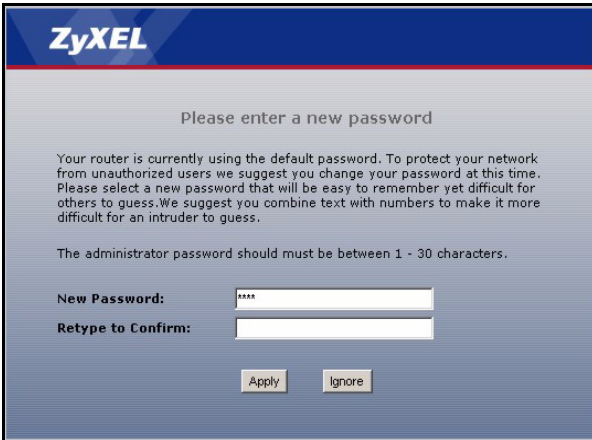 ZyXEL
Please enter a new password
Your router is currently using the default password. To protect your network
from unauthorized users we suggest you change your password at this time.
Please select a new password that will be easy to remember yet difficult for
others to guess.We suggest you combine text with numbers to make it more
difficult for an intruder to guess.
The administrator password should must be between 1 - 30 characters.
New Password: ****
Retype to Confirm:
Apply Ignore